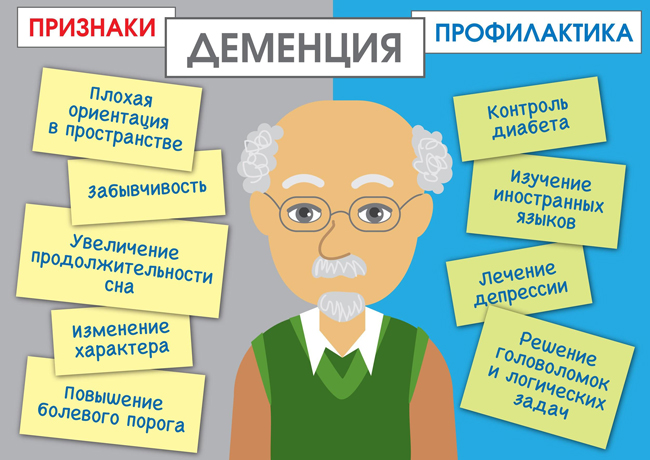 ПРИЗНАКИ
ДЕМЕНЦИЯ
ПРОФИЛАКТИКА
Плохая
ориентация
в пространстве
забывчивость
Увеличение
продолжительности
сна
изменение
характера
Повышение
болевого порога
Контроль
диабета
Изучение
иностранных
языков
Лечение
депрессии
Решение
головоломок
и логических
задач